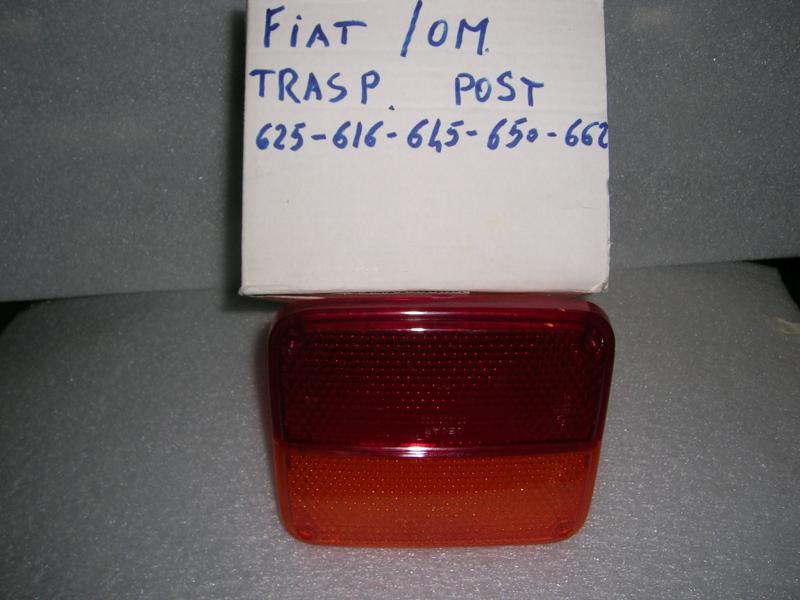 FIAT /OM.
TRASP. POST
625-616-645-650-662